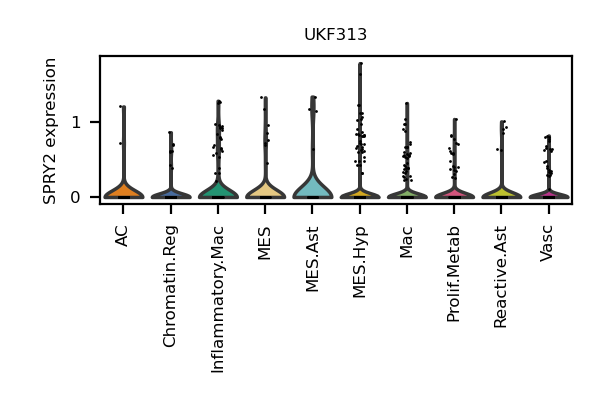 UKF313
SPRY2 expression
1
0
AC
Chromatin.Reg
Inflammatory.Mac
MES
MES.Ast
MES.Hyp
Mac
Prolif.Metab
Reactive.Ast
Vasc